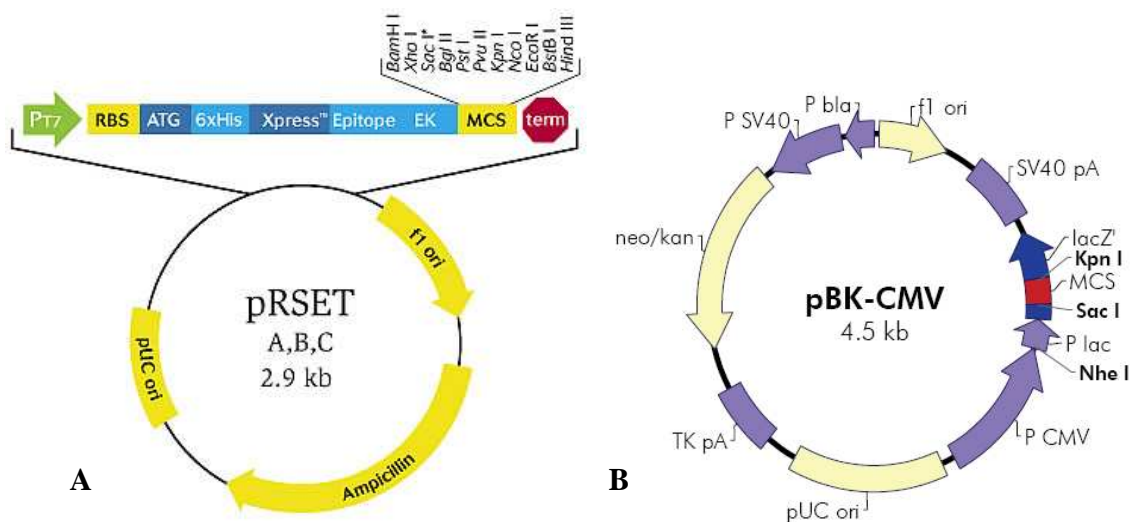 BamH I
Xho I
Sac I*
Bgl II
Pst I
Pvu II
Kpn I
Nco I
EcoR I
BstB I
Hind III
PT7
RBS
ATG
6xHis
Xpress™
Epitope
EK
MCS
term
f1 ori
pRSET
A,B,C
2.9 kb
pUC ori
Ampicillin
A
P bla
f1 ori
P SV40
SV40 pA
neo/kan
lacZ'
Kpn I
MCS
Sac I
P lac
Nhe I
pBK-CMV
4.5 kb
TK pA
P CMV
pUC ori
B